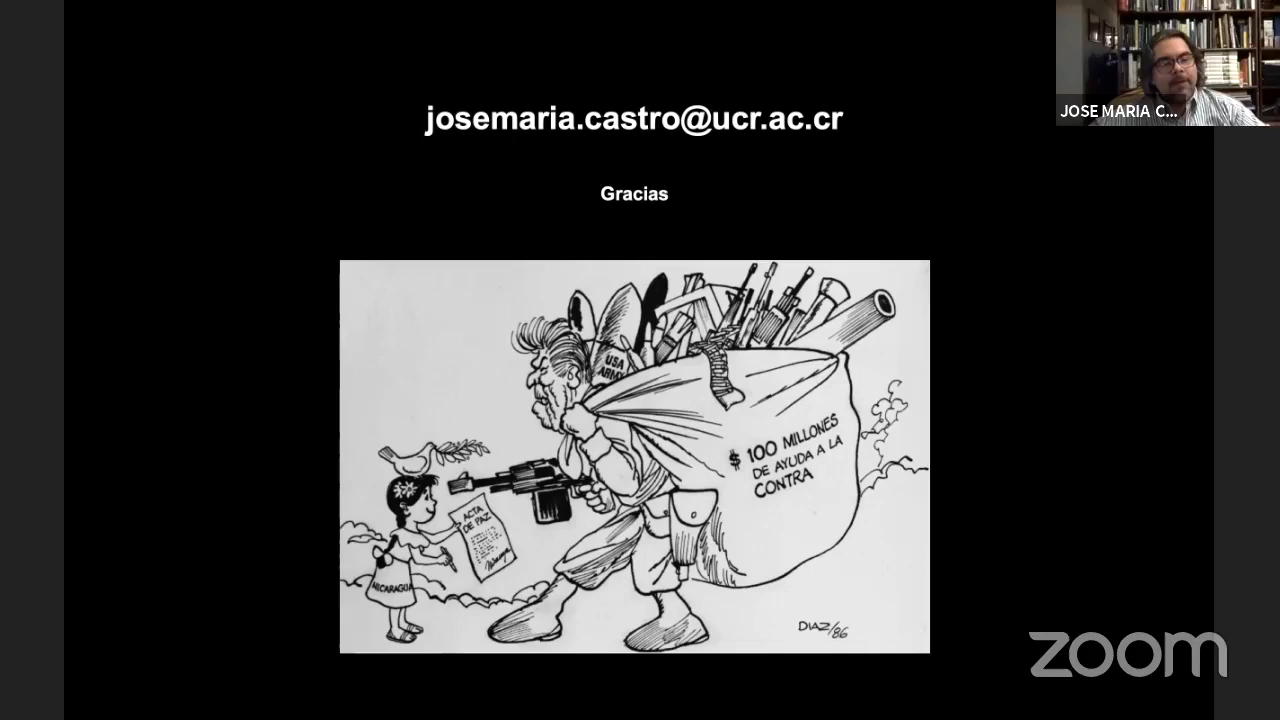 josemaria.castro@ucr.ac.cr
JOSE MARIA C...
Gracias
USA
ARMY
$ 100 MILLONES
DE AYUDA A LA
CONTRA
ACTA
DE PAZ
NICARAGUA
DIAZ/86
zoom